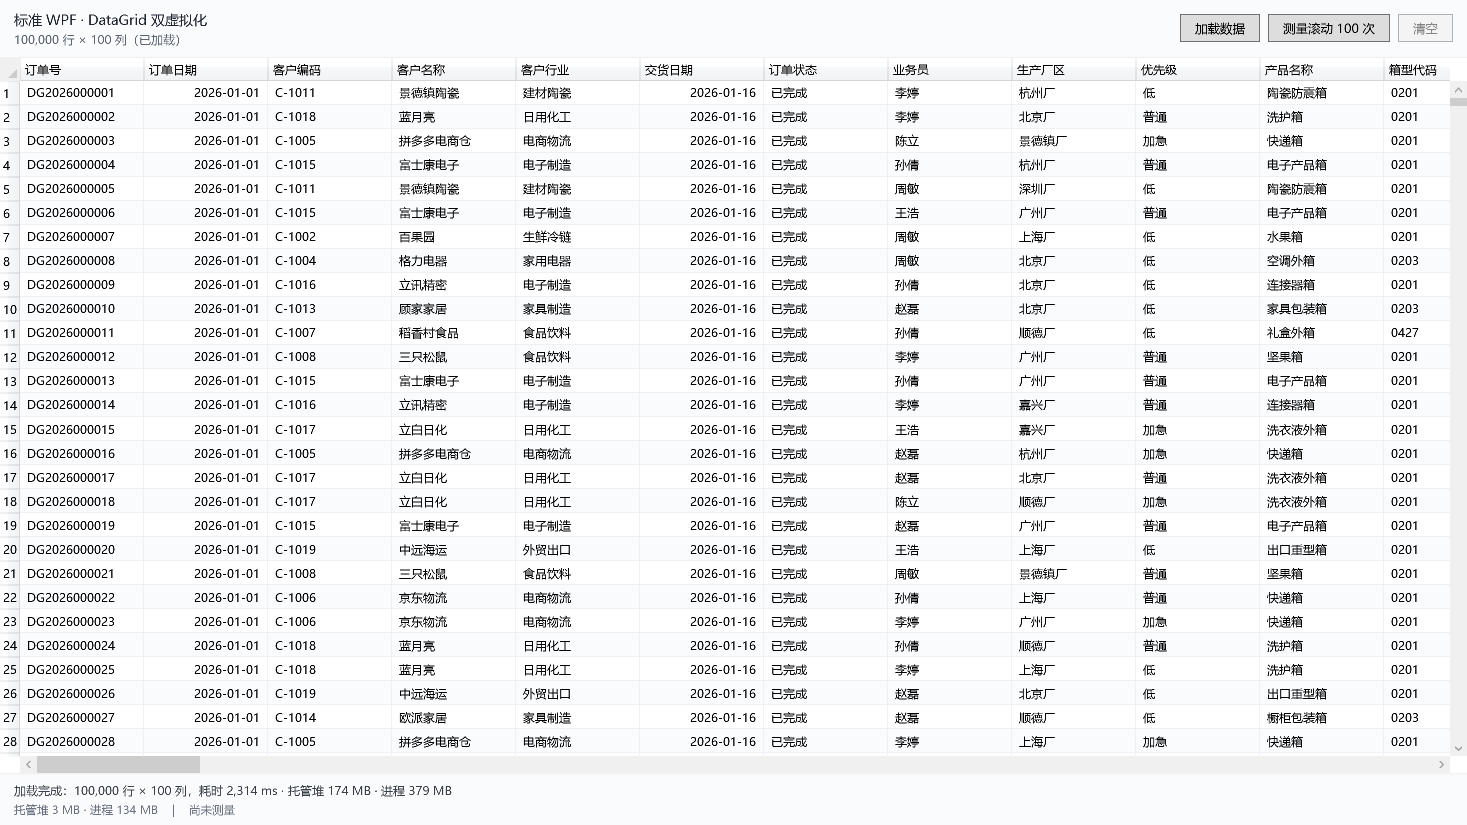 标准 WPF · DataGrid 双虚拟化
100,000 行 × 100 列（已加载）
加载数据 测量滚动 100 次 清空
订单号 订单日期 客户编码 客户名称 客户行业 交货日期 订单状态 业务员 生产厂区 优先级 产品名称 箱型代码
1 DG2026000001 2026-01-01 C-1011 景德镇陶瓷 建材陶瓷 2026-01-16 已完成 李婷 杭州厂 低 陶瓷防震箱 0201
2 DG2026000002 2026-01-01 C-1018 蓝月亮 日用化工 2026-01-16 已完成 李婷 北京厂 普通 洗护箱 0201
3 DG2026000003 2026-01-01 C-1005 拼多多电商仓 电商物流 2026-01-16 已完成 陈立 景德镇厂 加急 快递箱 0201
4 DG2026000004 2026-01-01 C-1015 富士康电子 电子制造 2026-01-16 已完成 孙倩 杭州厂 普通 电子产品箱 0201
5 DG2026000005 2026-01-01 C-1011 景德镇陶瓷 建材陶瓷 2026-01-16 已完成 周敏 深圳厂 低 陶瓷防震箱 0201
6 DG2026000006 2026-01-01 C-1015 富士康电子 电子制造 2026-01-16 已完成 王浩 广州厂 普通 电子产品箱 0201
7 DG2026000007 2026-01-01 C-1002 百果园 生鲜冷链 2026-01-16 已完成 周敏 上海厂 低 水果箱 0201
8 DG2026000008 2026-01-01 C-1004 格力电器 家用电器 2026-01-16 已完成 周敏 北京厂 低 空调外箱 0203
9 DG2026000009 2026-01-01 C-1016 立讯精密 电子制造 2026-01-16 已完成 孙倩 北京厂 低 连接器箱 0201
10 DG2026000010 2026-01-01 C-1013 顾家家居 家具制造 2026-01-16 已完成 赵磊 北京厂 低 家具包装箱 0203
11 DG2026000011 2026-01-01 C-1007 稻香村食品 食品饮料 2026-01-16 已完成 孙倩 顺德厂 低 礼盒外箱 0427
12 DG2026000012 2026-01-01 C-1008 三只松鼠 食品饮料 2026-01-16 已完成 李婷 广州厂 普通 坚果箱 0201
13 DG2026000013 2026-01-01 C-1015 富士康电子 电子制造 2026-01-16 已完成 孙倩 广州厂 普通 电子产品箱 0201
14 DG2026000014 2026-01-01 C-1016 立讯精密 电子制造 2026-01-16 已完成 李婷 嘉兴厂 普通 连接器箱 0201
15 DG2026000015 2026-01-01 C-1017 立白日化 日用化工 2026-01-16 已完成 王浩 嘉兴厂 加急 洗衣液外箱 0201
16 DG2026000016 2026-01-01 C-1005 拼多多电商仓 电商物流 2026-01-16 已完成 赵磊 杭州厂 加急 快递箱 0201
17 DG2026000017 2026-01-01 C-1017 立白日化 日用化工 2026-01-16 已完成 赵磊 北京厂 普通 洗衣液外箱 0201
18 DG2026000018 2026-01-01 C-1017 立白日化 日用化工 2026-01-16 已完成 陈立 顺德厂 加急 洗衣液外箱 0201
19 DG2026000019 2026-01-01 C-1015 富士康电子 电子制造 2026-01-16 已完成 赵磊 广州厂 普通 电子产品箱 0201
20 DG2026000020 2026-01-01 C-1019 中远海运 外贸出口 2026-01-16 已完成 王浩 上海厂 低 出口重型箱 0201
21 DG2026000021 2026-01-01 C-1008 三只松鼠 食品饮料 2026-01-16 已完成 周敏 景德镇厂 普通 坚果箱 0201
22 DG2026000022 2026-01-01 C-1006 京东物流 电商物流 2026-01-16 已完成 孙倩 上海厂 普通 快递箱 0201
23 DG2026000023 2026-01-01 C-1006 京东物流 电商物流 2026-01-16 已完成 李婷 广州厂 加急 快递箱 0201
24 DG2026000024 2026-01-01 C-1018 蓝月亮 日用化工 2026-01-16 已完成 孙倩 顺德厂 普通 洗护箱 0201
25 DG2026000025 2026-01-01 C-1018 蓝月亮 日用化工 2026-01-16 已完成 李婷 上海厂 低 洗护箱 0201
26 DG2026000026 2026-01-01 C-1019 中远海运 外贸出口 2026-01-16 已完成 赵磊 北京厂 低 出口重型箱 0201
27 DG2026000027 2026-01-01 C-1014 欧派家居 家具制造 2026-01-16 已完成 赵磊 顺德厂 低 橱柜包装箱 0203
28 DG2026000028 2026-01-01 C-1005 拼多多电商仓 电商物流 2026-01-16 已完成 李婷 上海厂 加急 快递箱 0201
加载完成：100,000 行 × 100 列，耗时 2,314 ms · 托管堆 174 MB · 进程 379 MB
托管堆 3 MB · 进程 134 MB | 尚未测量